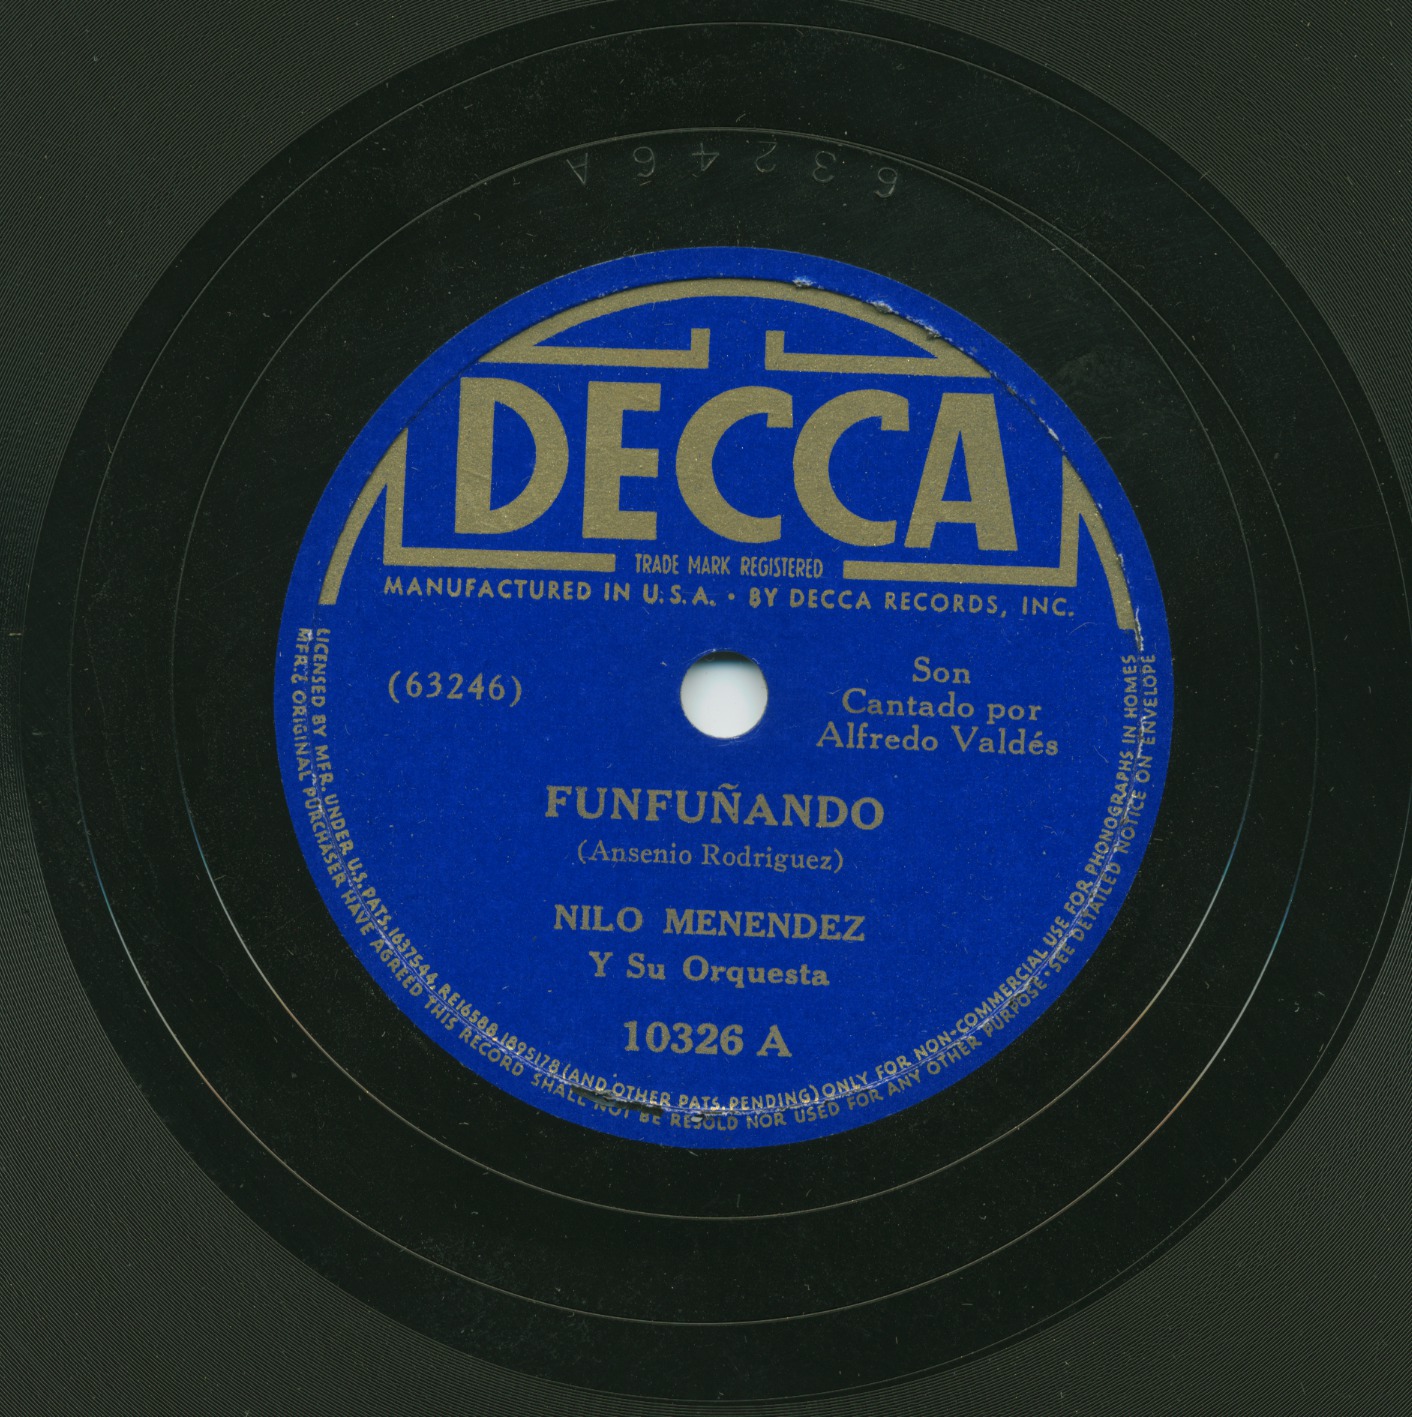 63246A
DECCA
TRADE MARK REGISTERED
MANUFACTURED IN U.S.A. • BY DECCA RECORDS, INC.
(63246)
Son
Cantado por
Alfredo Valdés
FUNFUÑANDO
(Ansenio Rodriguez)
NILO MENENDEZ
Y Su Orquesta
10326 A
LICENSED BY MFR. UNDER U.S. PATS. 1637544, RE16588, 1895178 (AND OTHER PATS. PENDING) ONLY FOR NON-COMMERCIAL USE FOR PHONOGRAPHS IN HOMES
MFR. & ORIGINAL PURCHASER HAVE AGREED THIS RECORD SHALL NOT BE RESOLD NOR USED FOR ANY OTHER PURPOSE • SEE DETAILED NOTICE ON ENVELOPE